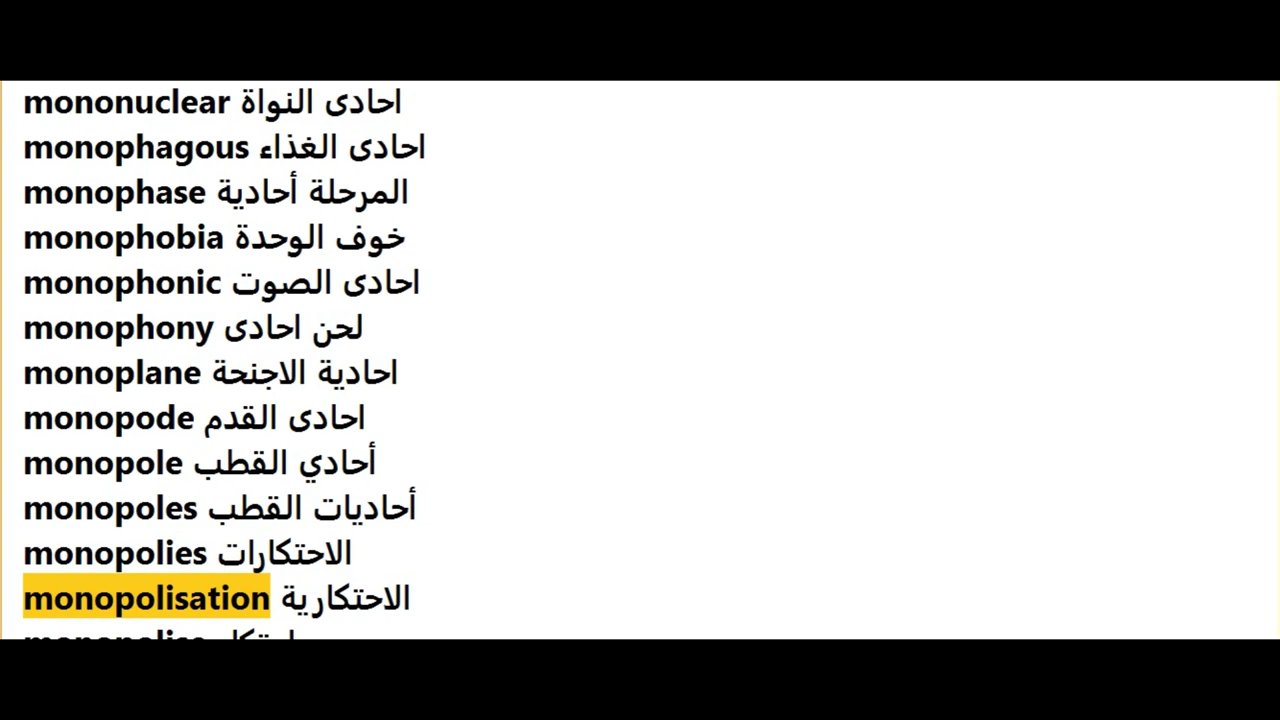 mononuclear احادى النواة
monophagous احادى الغذاء
monophase المرحلة أحادية
monophobia خوف الوحدة
monophonic احادى الصوت
monophony لحن احادى
monoplane احادية الاجنحة
monopode احادى القدم
monopole أحادي القطب
monopoles أحاديات القطب
monopolies الاحتكارات
monopolisation الاحتكارية